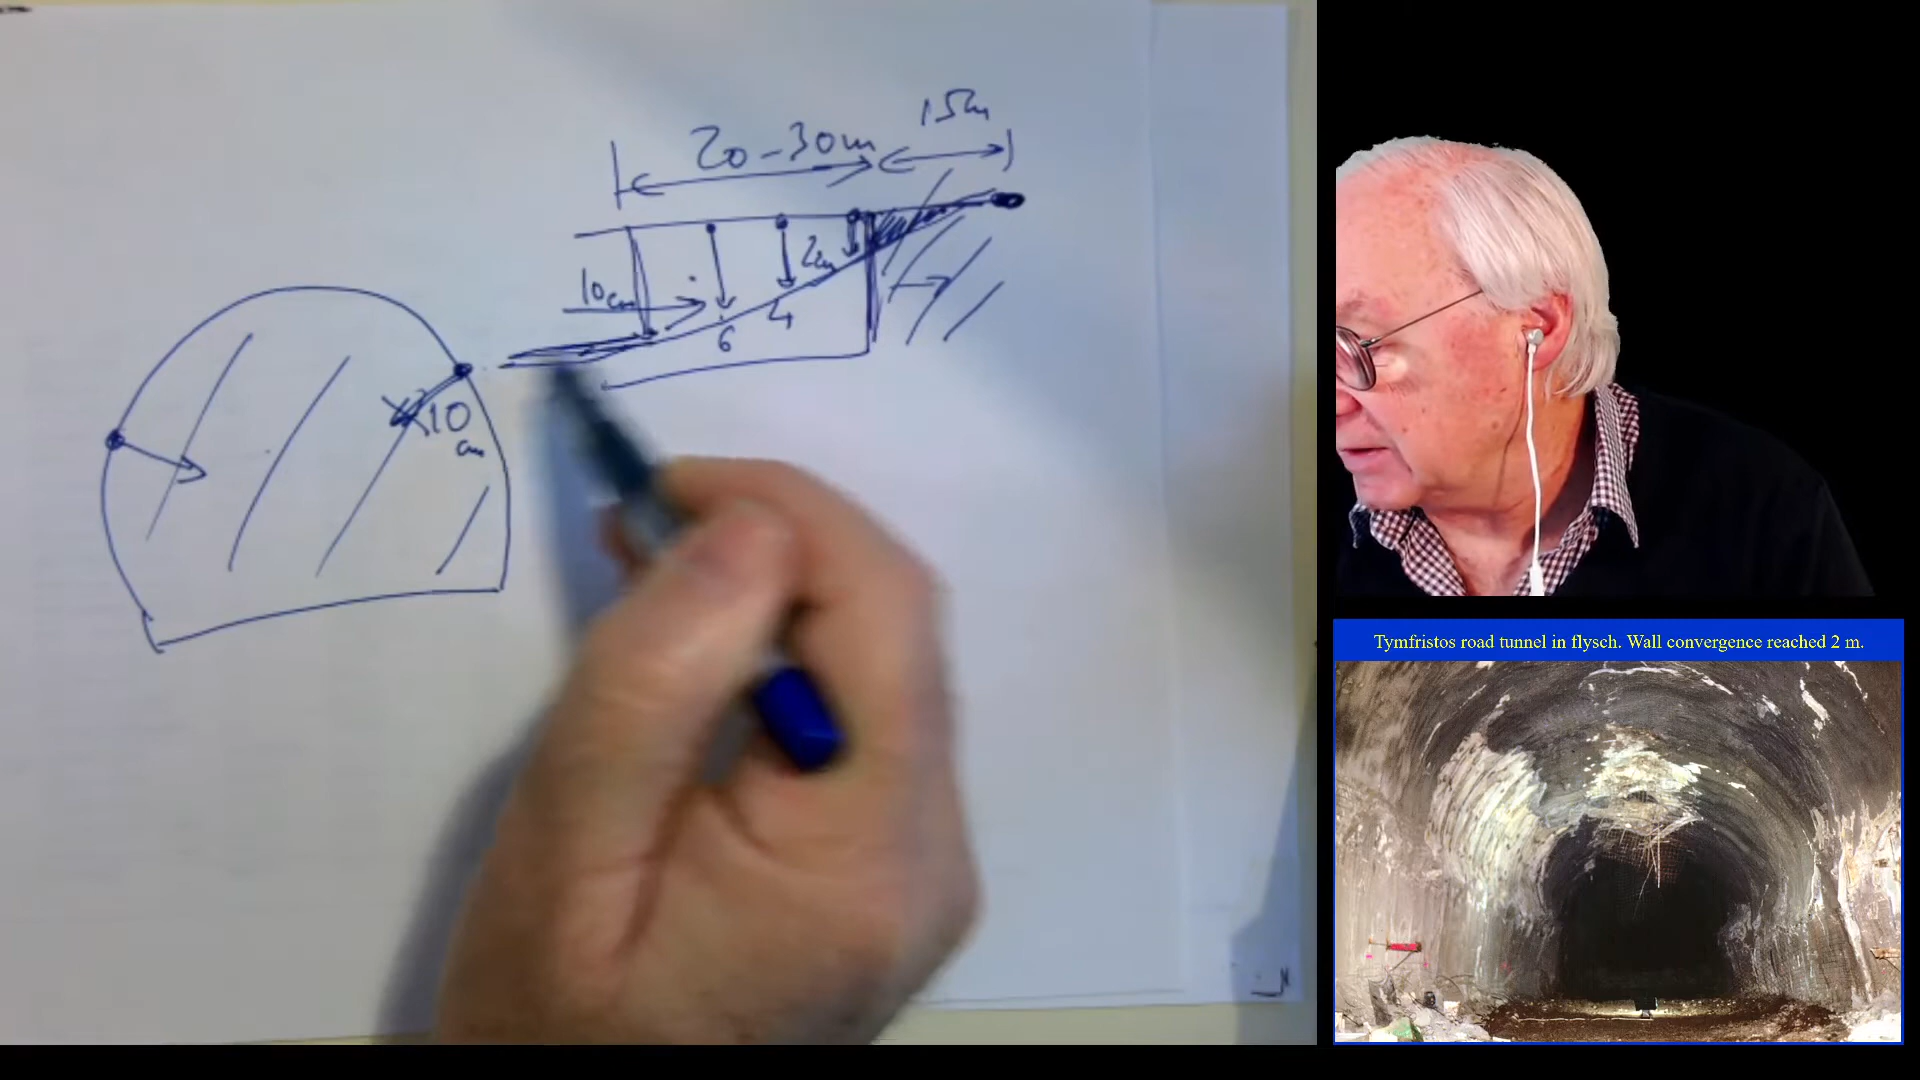 15m
20-30m
2cm
10cm
4
6
10
cm
Tymfristos road tunnel in flysch. Wall convergence reached 2 m.